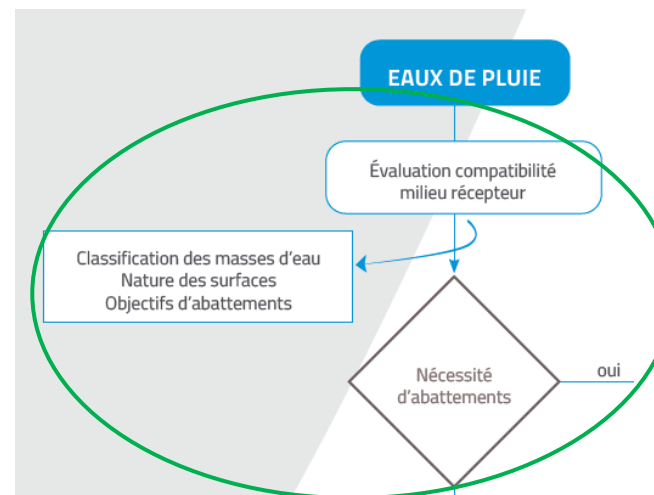 EAUX DE PLUIE
Évaluation compatibilité
milieu récepteur
Classification des masses d'eau
Nature des surfaces
Objectifs d'abattements
Nécessité
d'abattements
oui